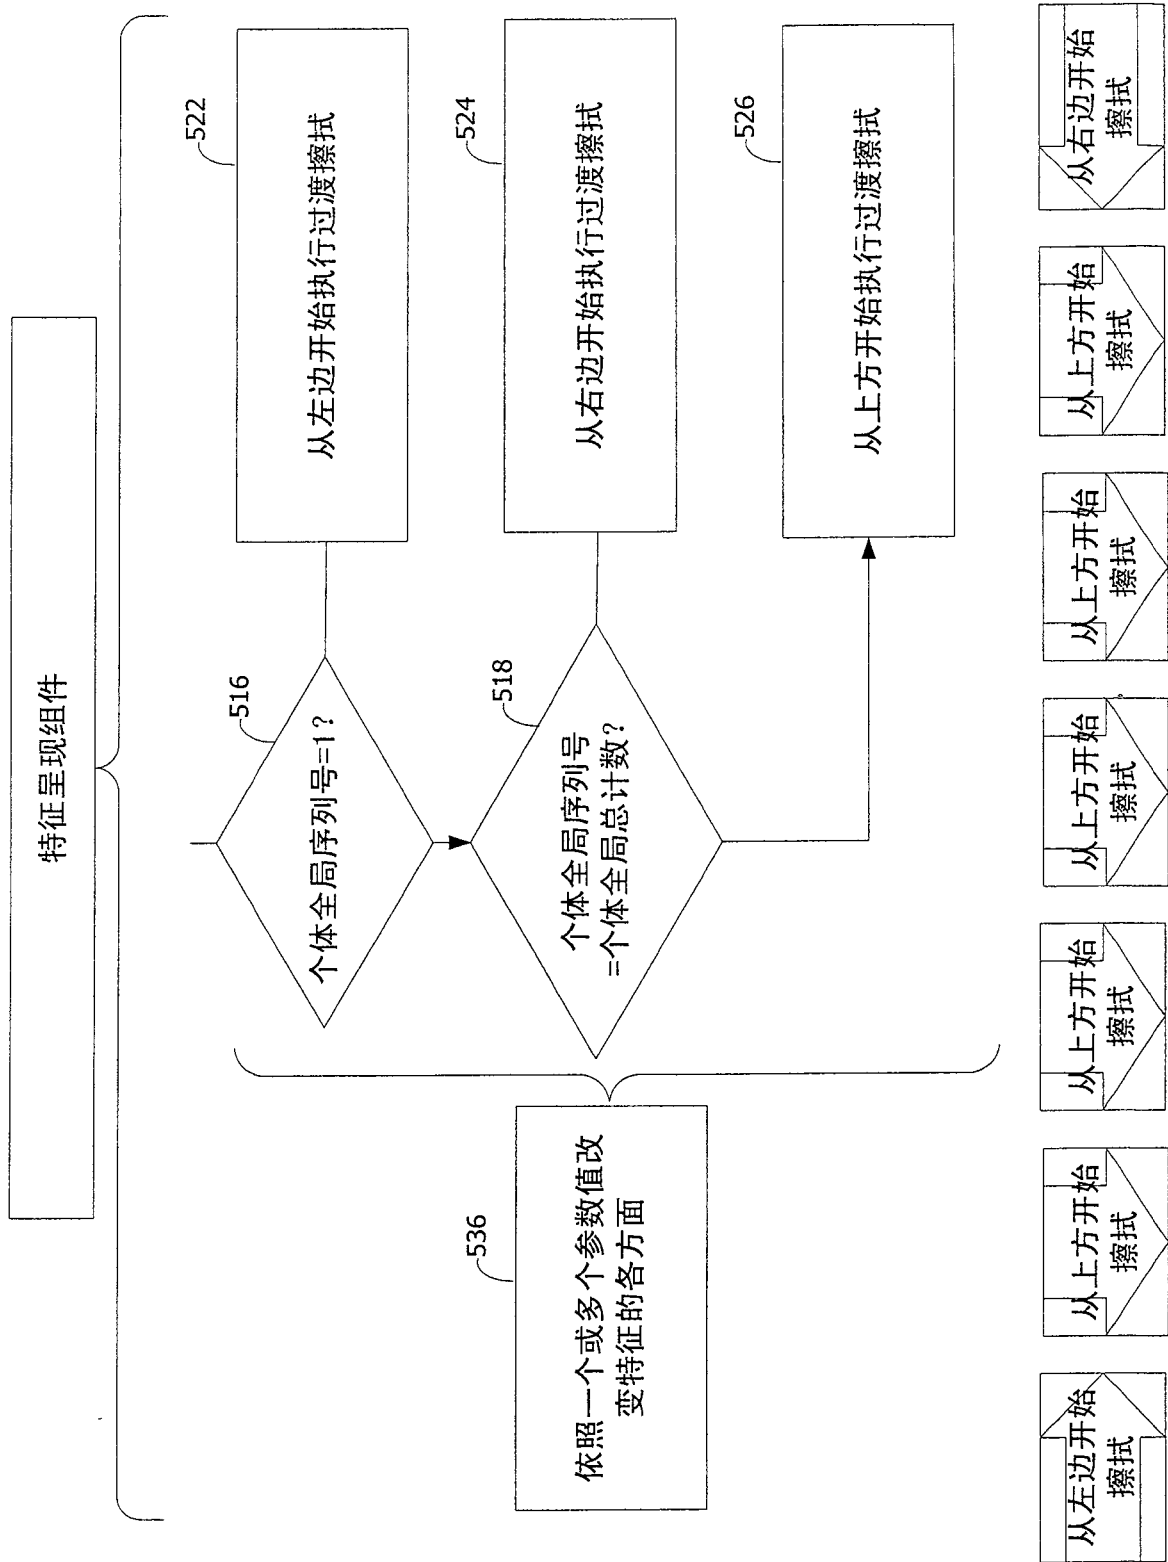 特征呈现组件
个体全局序列号=1?
516
从左边开始执行过渡擦拭
522
依照一个或多个参数值改
变特征的各方面
536
个体全局序列号
=个体全局总计数?
518
从右边开始执行过渡擦拭
524
从上方开始执行过渡擦拭
526
从左边开始
擦拭
从上方开始
擦拭
从上方开始
擦拭
从上方开始
擦拭
从上方开始
擦拭
从上方开始
擦拭
从右边开始
擦拭